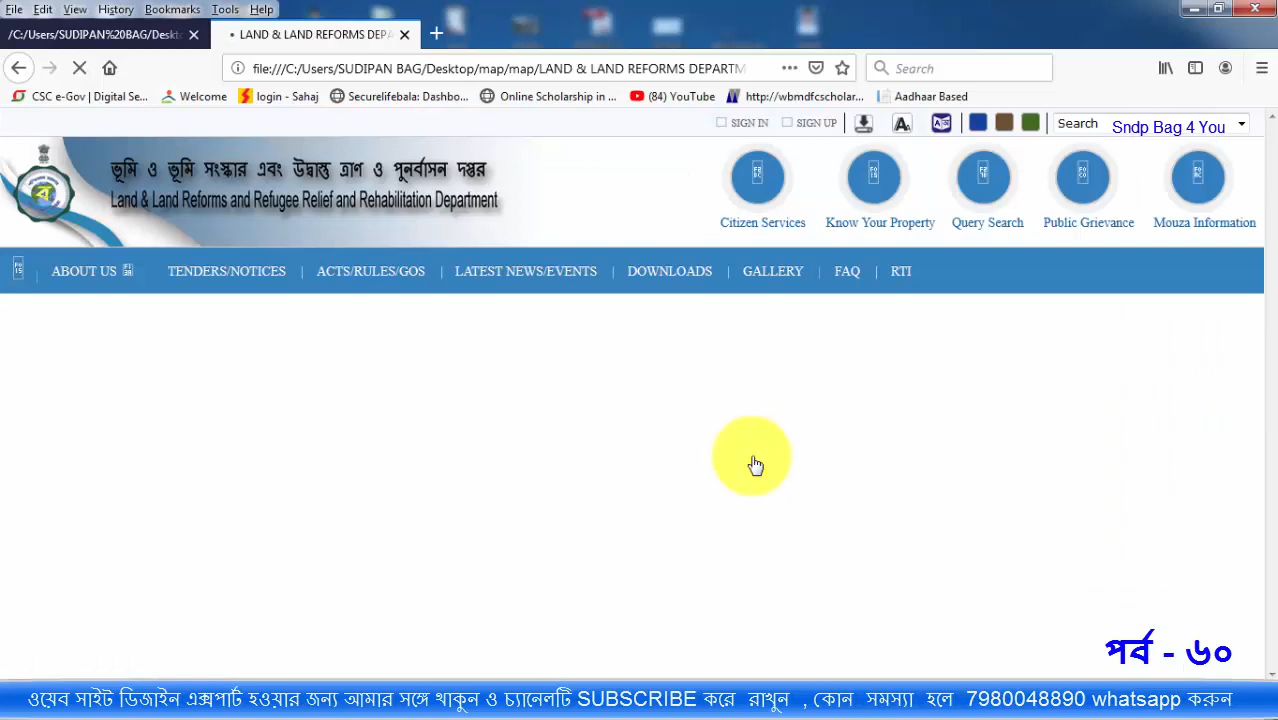 File Edit View History Bookmarks Tools Help
/C:/Users/SUDIPAN%20BAG/Deskto
LAND & LAND REFORMS DEPA
file:///C:/Users/SUDIPAN BAG/Desktop/map/map/LAND & LAND REFORMS DEPARTM
Search
CSC e-Gov | Digital Se... Welcome login - Sahaj Securelifebala: Dashbo... Online Scholarship in ... (84) YouTube http://wbmdfcscholar... Aadhaar Based
SIGN IN SIGN UP Search Sndp Bag 4 You
ভূমি ও ভূমি সংস্কার এবং উদ্বাস্তু ত্রাণ ও পূনর্বাসন দপ্তর
Land & Land Reforms and Refugee Relief and Rehabilitation Department
Citizen Services Know Your Property Query Search Public Grievance Mouza Information
ABOUT US TENDERS/NOTICES ACTS/RULES/GOS LATEST NEWS/EVENTS DOWNLOADS GALLERY FAQ RTI
পর্ব - ৬০
ওয়েব সাইট ডিজাইন এক্সপার্ট হওয়ার জন্য আমার সঙ্গে থাকুন ও চ্যানেলটি SUBSCRIBE করে রাখুন , কোন সমস্যা হলে 7980048890 whatsapp করুন